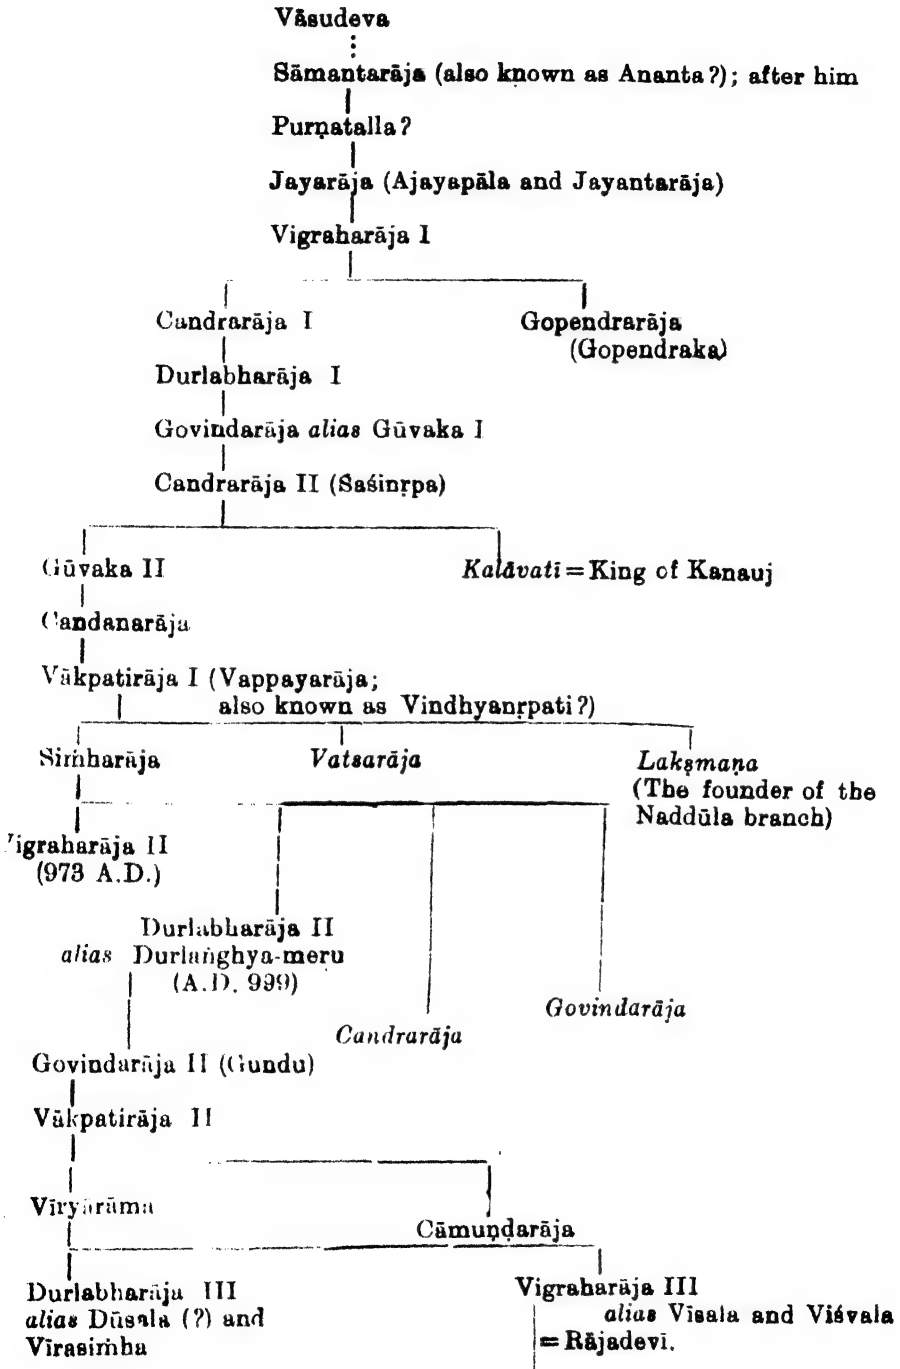 Vāsudeva
Sāmantarāja (also known as Ananta?); after him
Purṇatalla?
Jayarāja (Ajayapāla and Jayantarāja)
Vigraharāja I
Candrarāja I
Gopendrarāja
(Gopendraka)
Durlabharāja I
Govindarāja alias Gūvaka I
Candrarāja II (Saśinṛpa)
Gūvaka II
Kalāvatī = King of Kanauj
Candanarāja
Vākpatirāja I (Vappayarāja;
also known as Vindhyanṛpati?)
Siṁharāja
Vatsarāja
Lakṣmaṇa
(The founder of the
Naddūla branch)
Vigraharāja II
(973 A.D.)
Durlabharāja II
alias Durlaṅghya-meru
(A.D. 999)
Candrarāja
Govindarāja
Govindarāja II (Gundu)
Vākpatirāja II
Vīryārāma
Cāmuṇḍarāja
Durlabharāja III
alias Dūsala (?) and
Vīrasiṁha
Vigraharāja III
alias Vīsala and Viśvala
= Rājadevī.